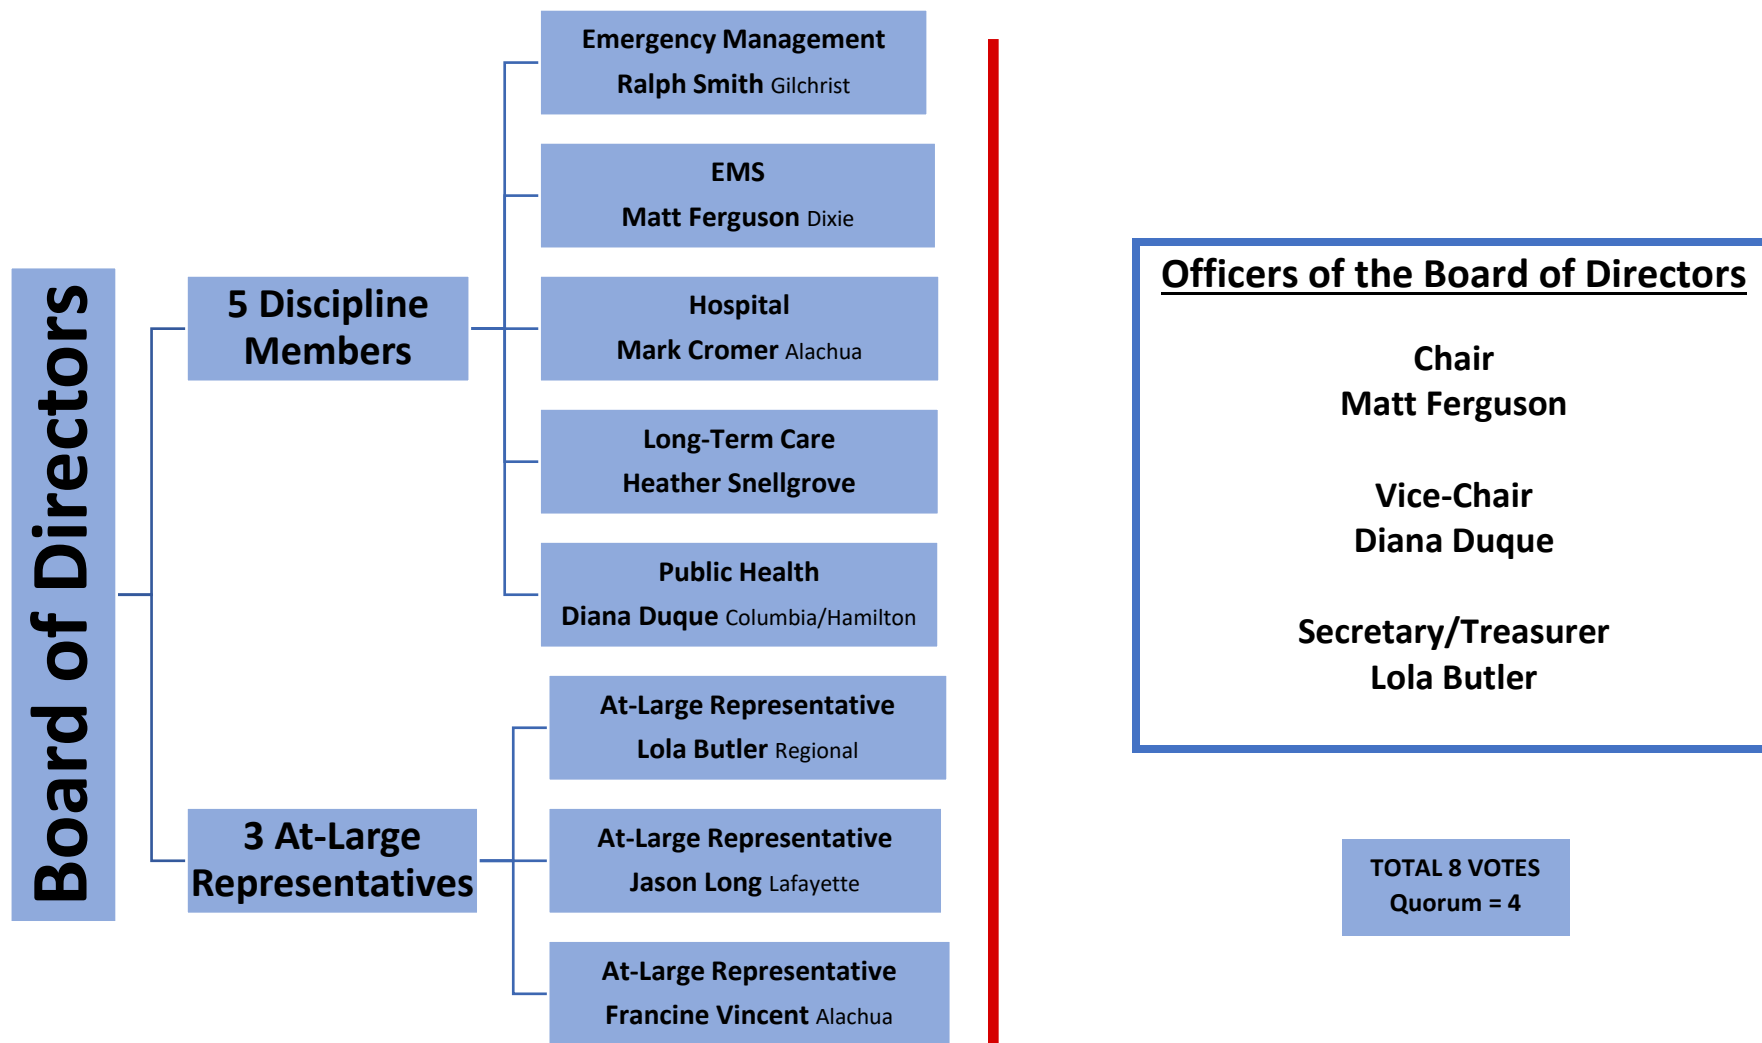 Board of Directors
5 Discipline
Members
3 At-Large
Representatives
Emergency Management
Ralph Smith Gilchrist
EMS
Matt Ferguson Dixie
Hospital
Mark Cromer Alachua
Long-Term Care
Heather Snellgrove
Public Health
Diana Duque Columbia/Hamilton
At-Large Representative
Lola Butler Regional
At-Large Representative
Jason Long Lafayette
At-Large Representative
Francine Vincent Alachua
Officers of the Board of Directors
Chair
Matt Ferguson
Vice-Chair
Diana Duque
Secretary/Treasurer
Lola Butler
TOTAL 8 VOTES
Quorum = 4